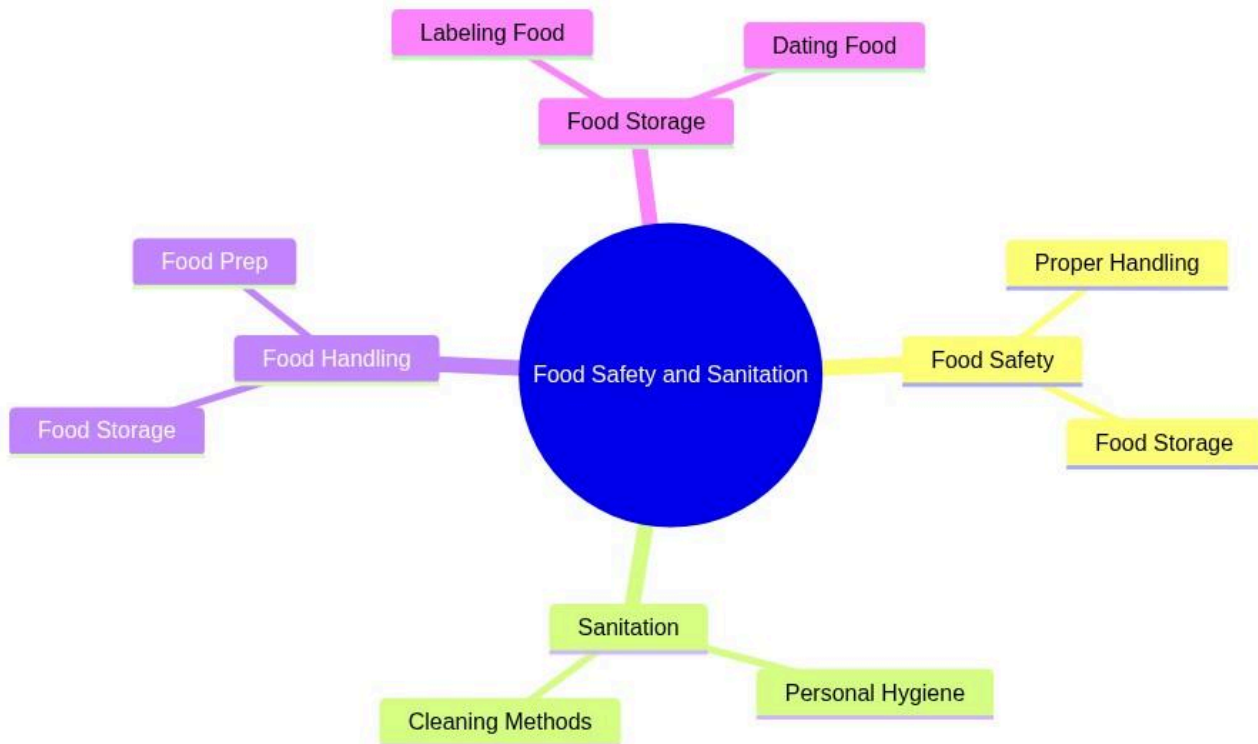 Labeling Food
Dating Food
Food Storage
Food Prep
Proper Handling
Food Handling
Food Safety and Sanitation
Food Safety
Food Storage
Food Storage
Sanitation
Personal Hygiene
Cleaning Methods